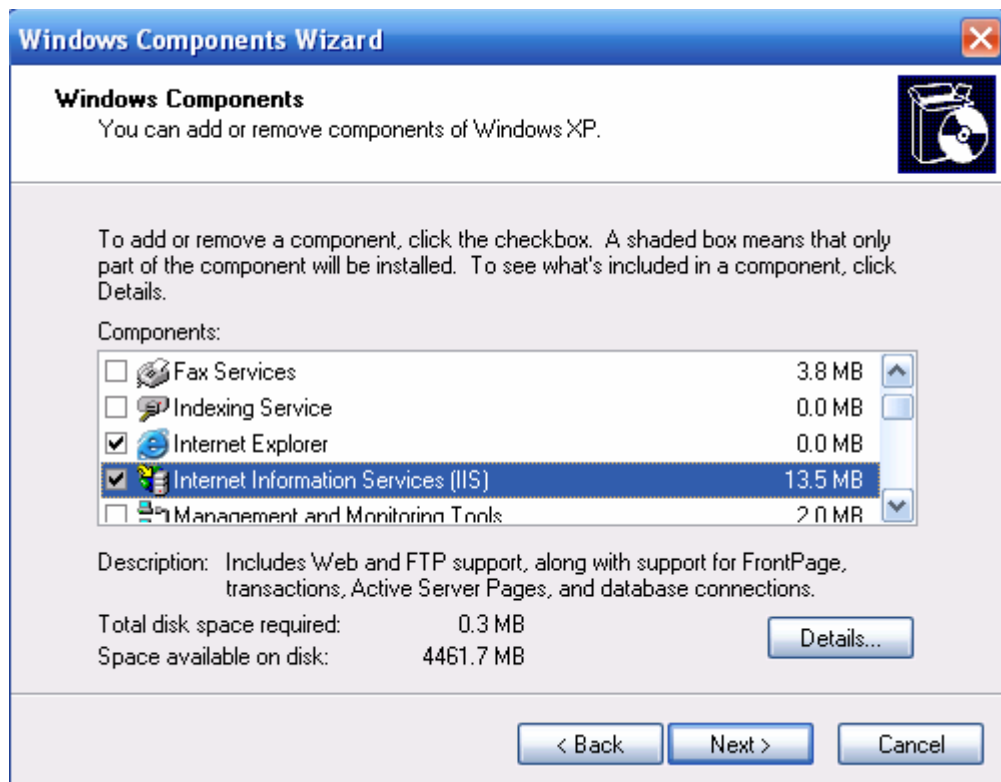 Windows Components Wizard
Windows Components
You can add or remove components of Windows XP.
To add or remove a component, click the checkbox. A shaded box means that only
part of the component will be installed. To see what's included in a component, click
Details.
Components:
Fax Services 3.8 MB
Indexing Service 0.0 MB
Internet Explorer 0.0 MB
Internet Information Services (IIS) 13.5 MB
Management and Monitoring Tools 2.0 MB
Description: Includes Web and FTP support, along with support for FrontPage,
transactions, Active Server Pages, and database connections.
Total disk space required: 0.3 MB
Space available on disk: 4461.7 MB
Details...
< Back Next > Cancel